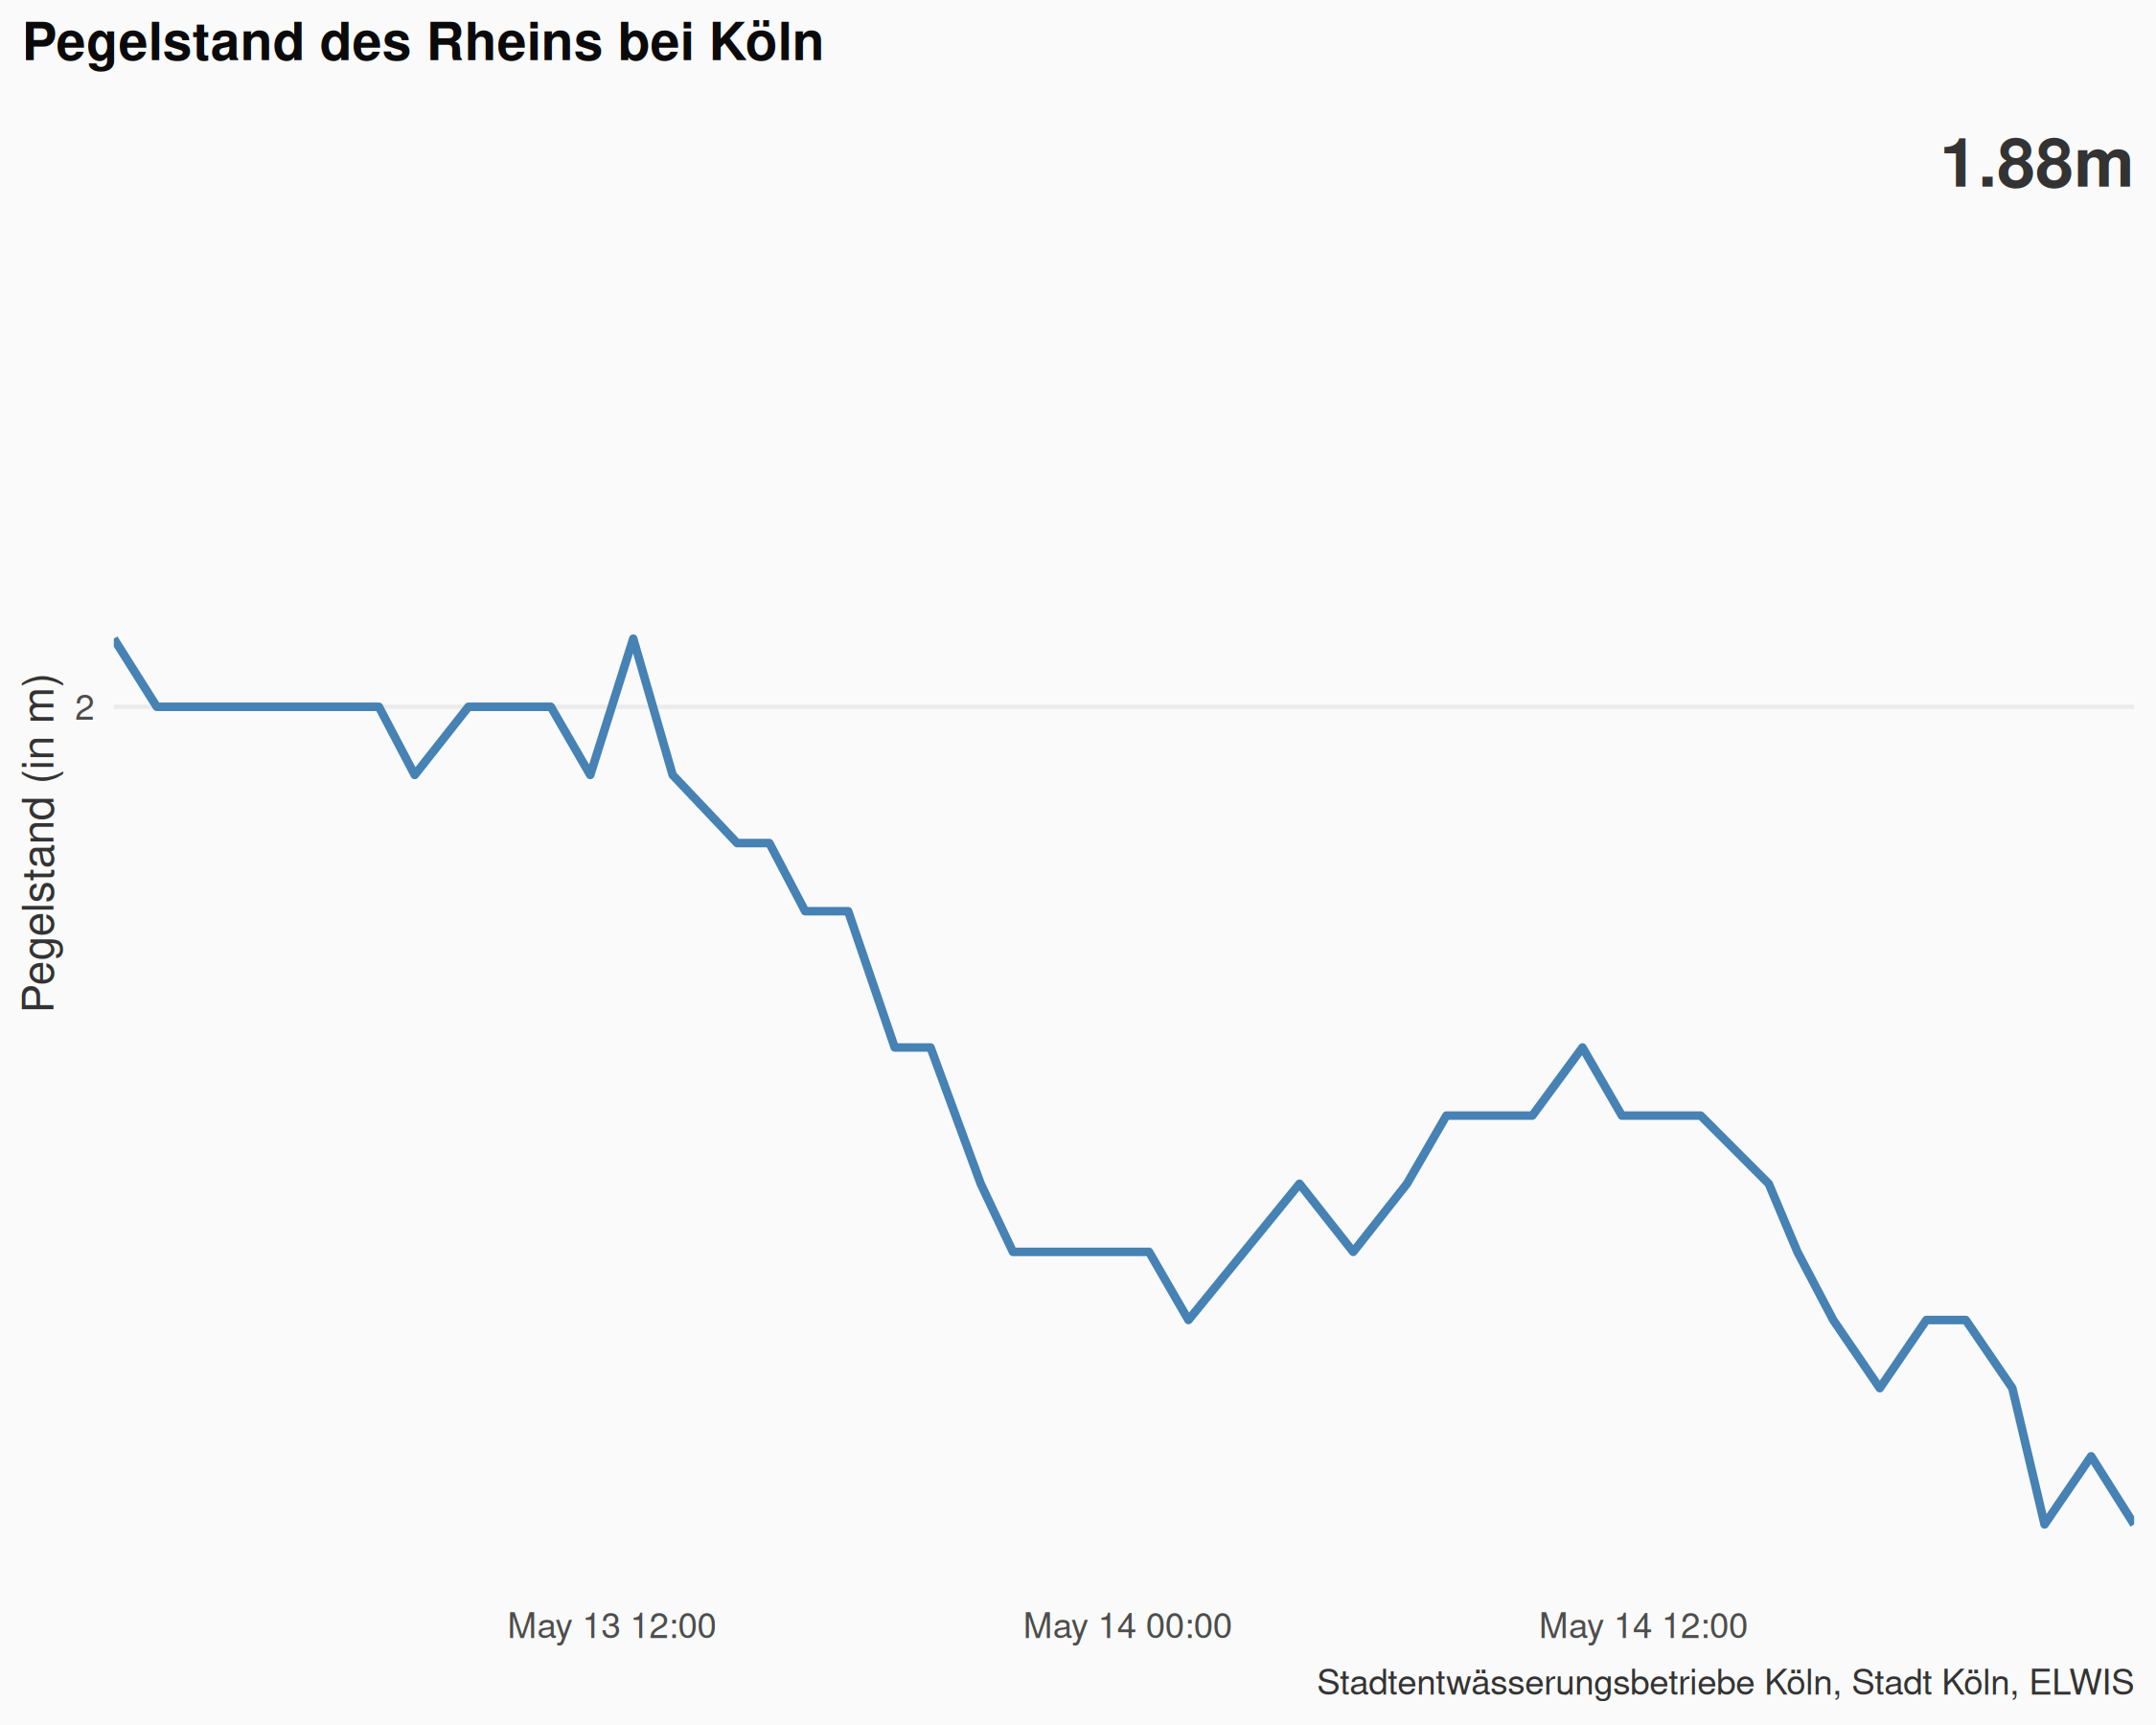 Pegelstand des Rheins bei Köln
1.88m
Pegelstand (in m)
2
May 13 12:00
May 14 00:00
May 14 12:00
Stadtentwässerungsbetriebe Köln, Stadt Köln, ELWIS